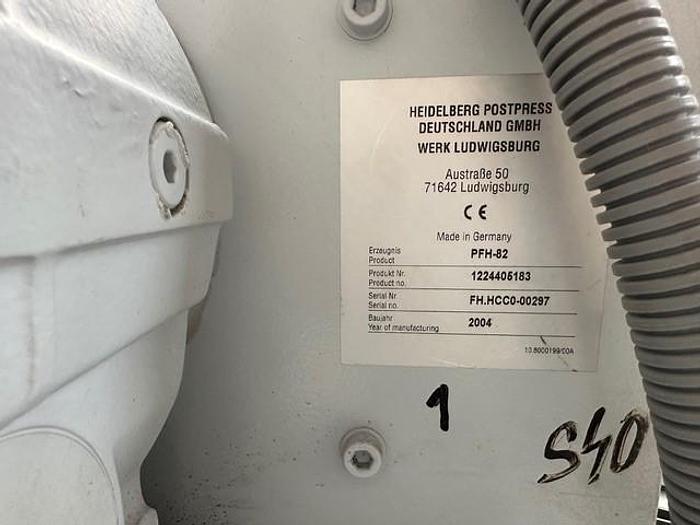 HEIDELBERG POSTPRESS
DEUTSCHLAND GMBH
WERK LUDWIGSBURG
Austraße 50
71642 Ludwigsburg
CE
Made in Germany
Erzeugnis
Product PFH-82
Produkt Nr.
Product no. 1224405183
Serial Nr
Serial no. FH.HCC0-00297
Baujahr
Year of manufacturing 2004
10.8000199/00A
1
S40